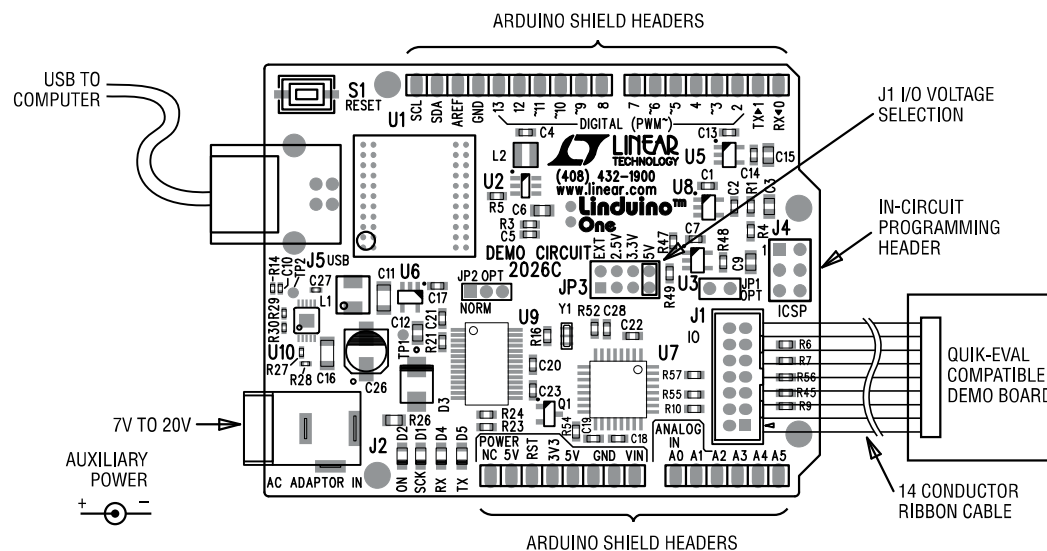 ARDUINO SHIELD HEADERS
USB TO
COMPUTER
S1
RESET
SCL
SDA
AREF
GND
~13
12
~11
~10
~9
8
7
~6
~5
4
~3
2
TX▸1
RX◂0
DIGITAL (PWM~)
J1 I/O VOLTAGE
SELECTION
U1
C4
L2
LINEAR
TECHNOLOGY
(408) 432-1900
www.linear.com
Linduino™
One
C13
U5
C15
C14
U2
R5
C6
R3
C5
U8
C1
C2
R1
C3
R4
IN-CIRCUIT
PROGRAMMING
HEADER
J4
1
ICSP
DEMO CIRCUIT
2026C
EXT
2.5V
3.3V
5V
JP3
R47
C7
R48
C9
U3
R49
JP1
OPT
J5 USB
R14
C10
TP2
C27
L1
C11
U6
C17
JP2 OPT
NORM
R29
R30
U10
R27
R28
C16
C26
C12
TP1
C21
R21
D3
R26
U9
R16
Y1
R52 C28
C22
C20
C23
Q1
R54
C19
C18
U7
R57
R55
R10
J1
IO
R6
R7
R56
R45
R9
QUIK-EVAL
COMPATIBLE
DEMO BOARD
7V TO 20V
J2
AUXILIARY
POWER
+ −
AC ADAPTOR IN
D2
D1
D4
D5
ON
SCK
RX
TX
R24
R23
POWER
NC
5V
RST
3V3
5V
GND
VIN
ANALOG
IN
A0 A1 A2 A3 A4 A5
14 CONDUCTOR
RIBBON CABLE
ARDUINO SHIELD HEADERS